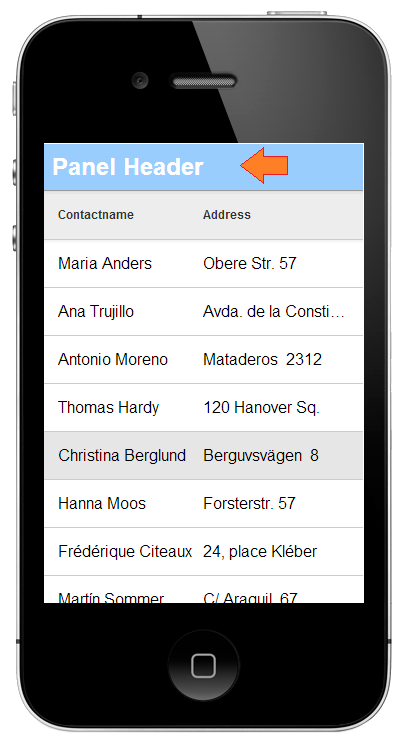 Panel Header
Contactname Address
Maria Anders Obere Str. 57
Ana Trujillo Avda. de la Consti…
Antonio Moreno Mataderos 2312
Thomas Hardy 120 Hanover Sq.
Christina Berglund Berguvsvägen 8
Hanna Moos Forsterstr. 57
Frédérique Citeaux 24, place Kléber
Martín Sommer C/ Araquil, 67